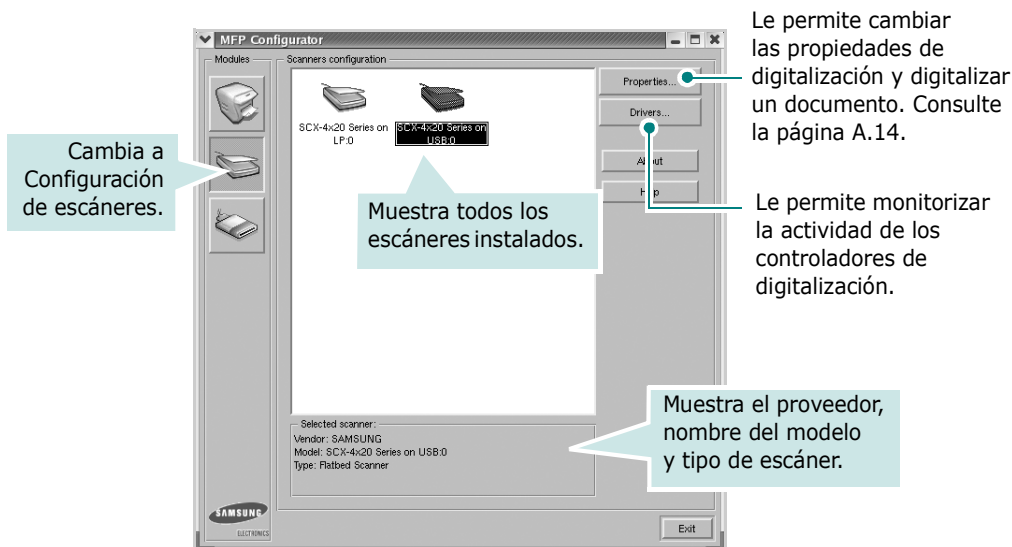 Le permite cambiar
las propiedades de
digitalización y digitalizar
un documento. Consulte
la página A.14.
MFP Configurator
Modules
Scanners configuration
Properties...
Drivers...
About
Help
SCX-4x20 Series on
LP:0
SCX-4x20 Series on
USB:0
Cambia a
Configuración
de escáneres.
Muestra todos los
escáneres instalados.
Le permite monitorizar
la actividad de los
controladores de
digitalización.
Selected scanner:
Vendor: SAMSUNG
Model: SCX-4x20 Series on USB:0
Type: Flatbed Scanner
Muestra el proveedor,
nombre del modelo
y tipo de escáner.
SAMSUNG
ELECTRONICS
Exit